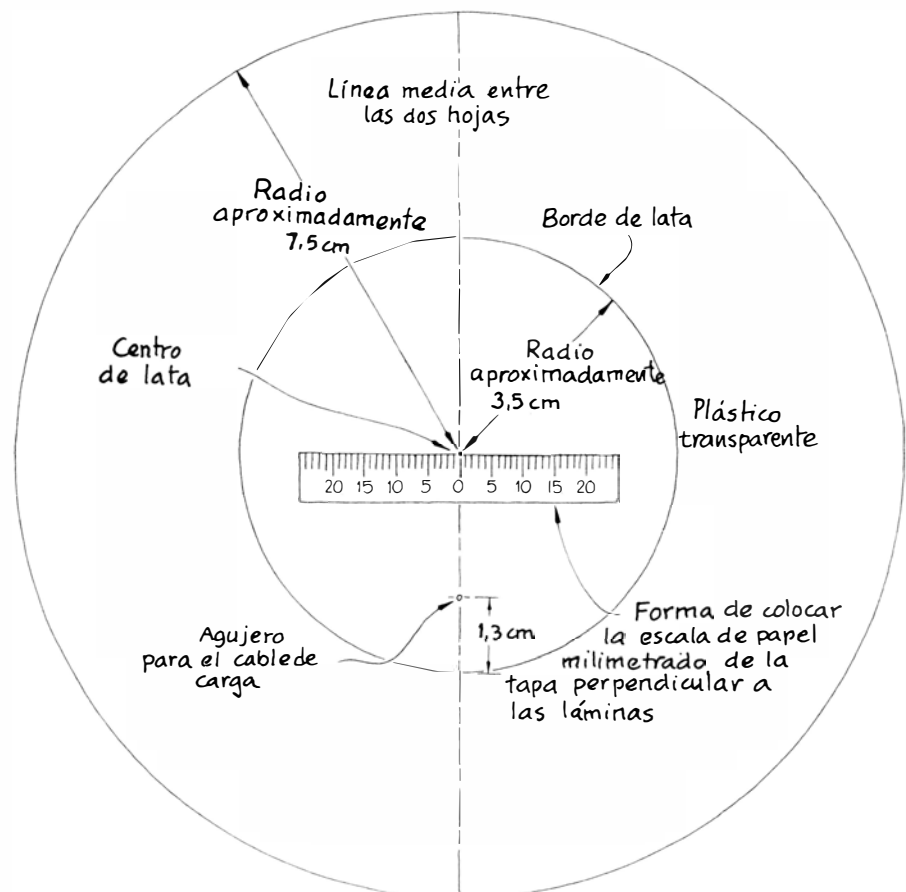 Línea media entre
las dos hojas
Radio
aproximadamente
7.5 cm
Borde de lata
Centro
de lata
Radio
aproximadamente
3,5 cm
Plástico
transparente
20 15 10 5 0 5 10 15 20
Agujero
para el cable de
carga
1,3 cm
Forma de colocar
la escala de papel
milimetrado de la
tapa perpendicular a
las láminas